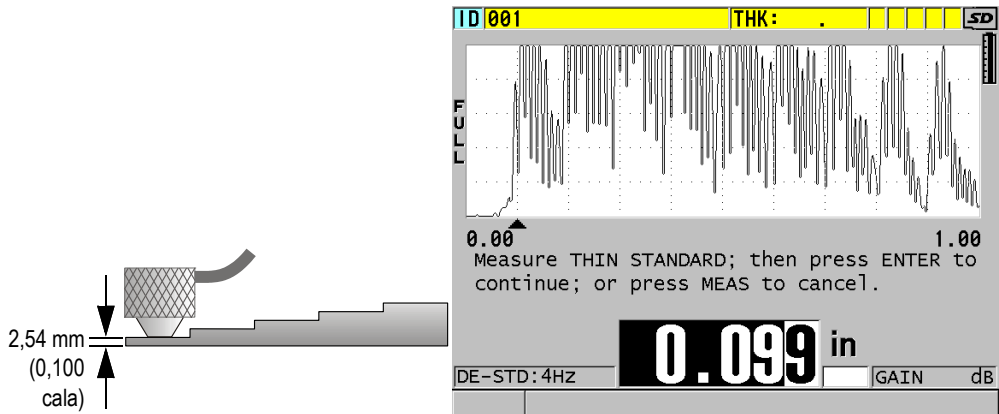 2,54 mm
(0,100
cala)
ID 001 THK: . SD
FULL
0.00 1.00
Measure THIN STANDARD; then press ENTER to
continue; or press MEAS to cancel.
0.099 in
DE-STD:4Hz GAIN dB